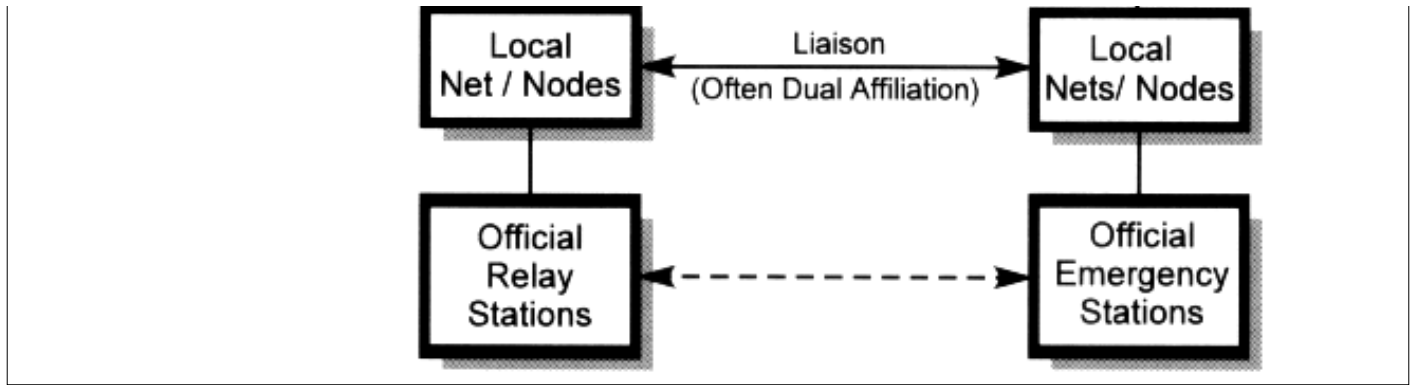 Local
Net / Nodes
Liaison
(Often Dual Affiliation)
Local
Nets/ Nodes
Official
Relay
Stations
Official
Emergency
Stations